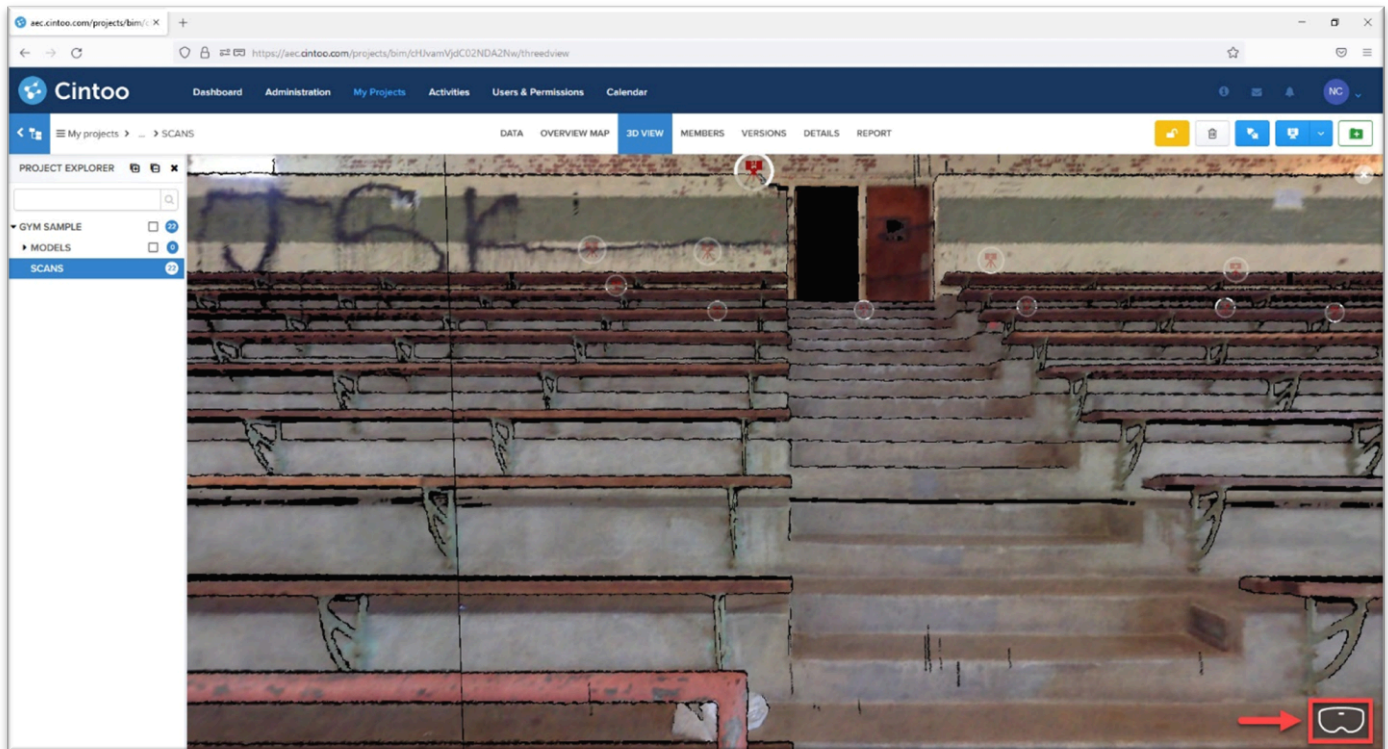 aec.cintoo.com/projects/bim/c
https://aec.cintoo.com/projects/bim/cHJvamVjdC02NDA2Nw/threedview
Cintoo
Dashboard Administration My Projects Activities Users & Permissions Calendar
NC
My projects > ... > SCANS
DATA OVERVIEW MAP 3D VIEW MEMBERS VERSIONS DETAILS REPORT
PROJECT EXPLORER
GYM SAMPLE 22
MODELS 0
SCANS 22